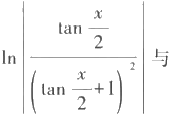 ln | tan x/2 / (tan x/2 + 1)² | 与